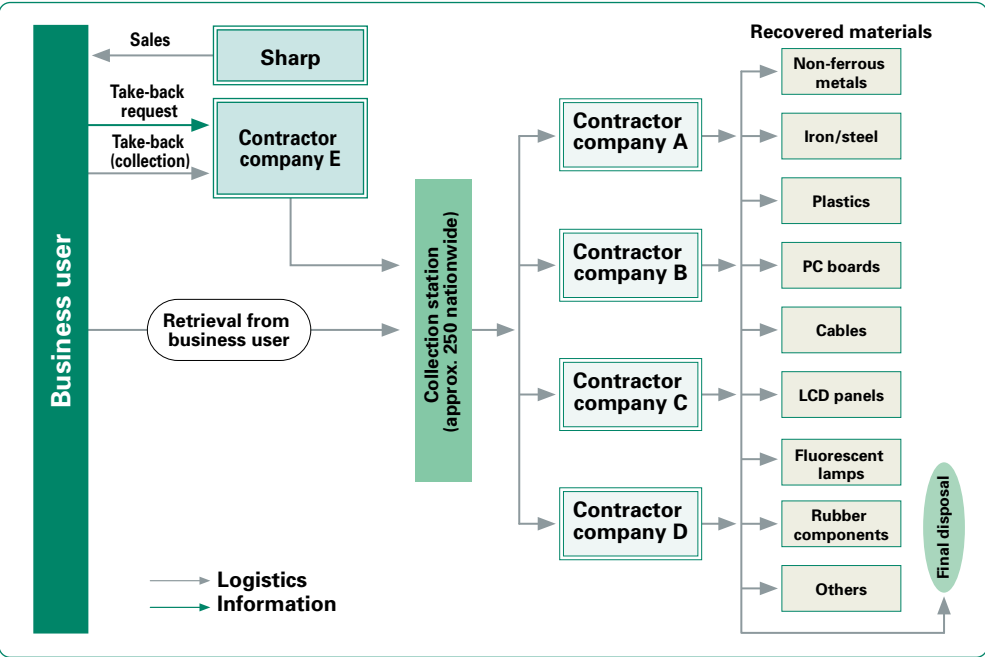 Business user
Sales
Sharp
Take-back
request
Take-back
(collection)
Contractor
company E
Retrieval from
business user
Collection station
(approx. 250 nationwide)
Contractor
company A
Contractor
company B
Contractor
company C
Contractor
company D
Recovered materials
Non-ferrous
metals
Iron/steel
Plastics
PC boards
Cables
LCD panels
Fluorescent
lamps
Rubber
components
Others
Final disposal
Logistics
Information